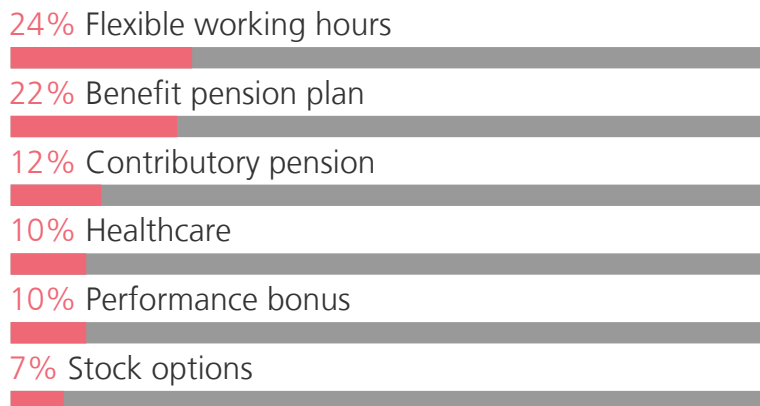 24% Flexible working hours
22% Benefit pension plan
12% Contributory pension
10% Healthcare
10% Performance bonus
7% Stock options